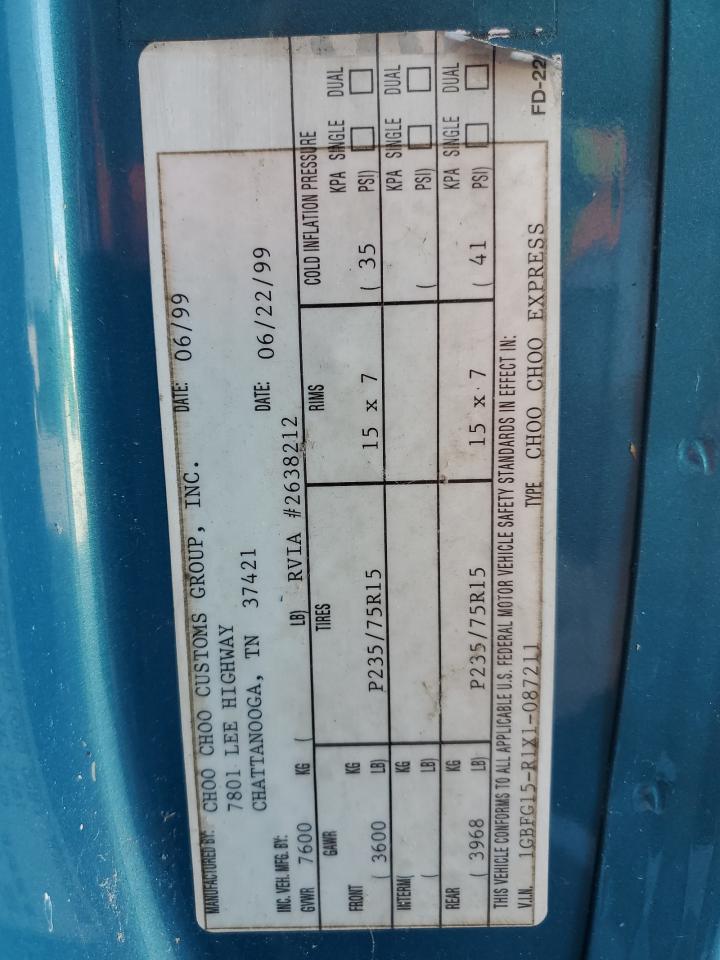 MANUFACTURED BY: CHOO CHOO CUSTOMS GROUP, INC. DATE: 06/99
7801 LEE HIGHWAY
CHATTANOOGA, TN 37421
INC. VEH. MFG. BY: DATE: 06/22/99
GVWR 7600 KG ( LB) RVIA #2638212
GAWR TIRES RIMS COLD INFLATION PRESSURE
FRONT KG KPA SINGLE DUAL
( 3600 LB) P235/75R15 15 x 7 ( 35 PSI)
INTERM( KG KPA SINGLE DUAL
( LB) ( PSI)
REAR KG KPA SINGLE DUAL
( 3968 LB) P235/75R15 15 x 7 ( 41 PSI)
THIS VEHICLE CONFORMS TO ALL APPLICABLE U.S. FEDERAL MOTOR VEHICLE SAFETY STANDARDS IN EFFECT IN:
V.I.N. 1GBFG15-R1X1-087211 TYPE CHOO CHOO EXPRESS
FD-22